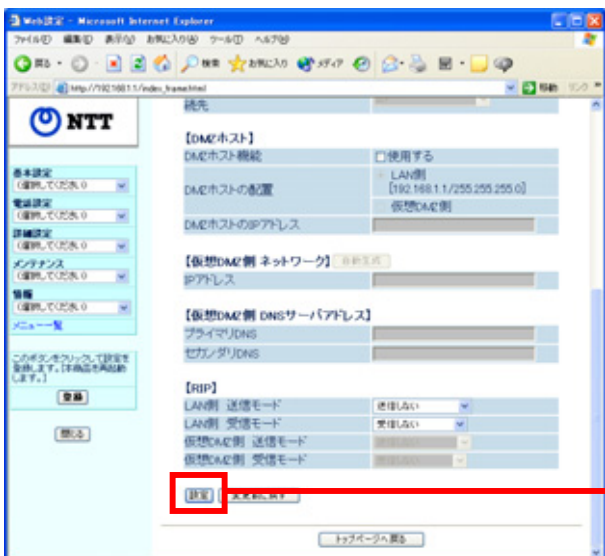 Web設定 - Microsoft Internet Explorer
ファイル(F) 編集(E) 表示(V) お気に入り(A) ツール(T) ヘルプ(H)
戻る 検索 お気に入り メディア
アドレス(D) http://192.168.1.1/index_frame.html 移動 リンク
NTT
基本設定
(選択してください)
電話設定
(選択してください)
詳細設定
(選択してください)
メンテナンス
(選択してください)
情報
(選択してください)
メニュー一覧
このボタンをクリックして設定を
登録します。[本商品を再起動
します。]
登録
閉じる
続先
【DMZホスト】
DMZホスト機能 使用する
DMZホストの配置 LAN側
[192.168.1.1/255.255.255.0]
仮想DMZ側
DMZホストのIPアドレス
【仮想DMZ側 ネットワーク】 自動生成
IPアドレス
【仮想DMZ側 DNSサーバアドレス】
プライマリDNS
セカンダリDNS
【RIP】
LAN側 送信モード 送信しない
LAN側 受信モード 受信しない
仮想DMZ側 送信モード 送信しない
仮想DMZ側 受信モード
設定 変更前に戻す
トップページへ戻る